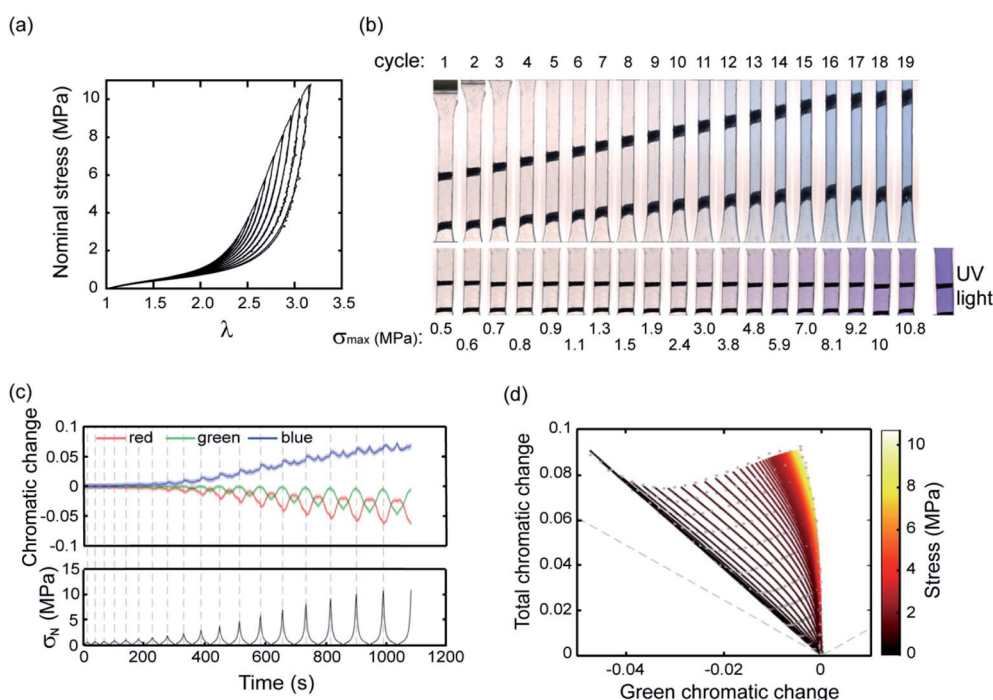 (a)
Nominal stress (MPa)
10
8
6
4
2
0
1.0
1.5
2.0
2.5
3.0
3.5
λ
(b)
cycle: 1 2 3 4 5 6 7 8 9 10 11 12 13 14 15 16 17 18 19
UV
light
0.5 0.7 0.9 1.3 1.9 3.0 4.8 7.0 9.2 10.8
σmax (MPa): 0.6 0.8 1.1 1.5 2.4 3.8 5.9 8.1 10
(c)
Chromatic change
0.1
0.05
0
-0.05
-0.1
red green blue
σN (MPa)
15
10
5
0
0 200 400 600 800 1000 1200
Time (s)
(d)
Total chromatic change
0.1
0.08
0.06
0.04
0.02
0
-0.04 -0.02 0
Green chromatic change
10
8
6
4
2
0
Stress (MPa)